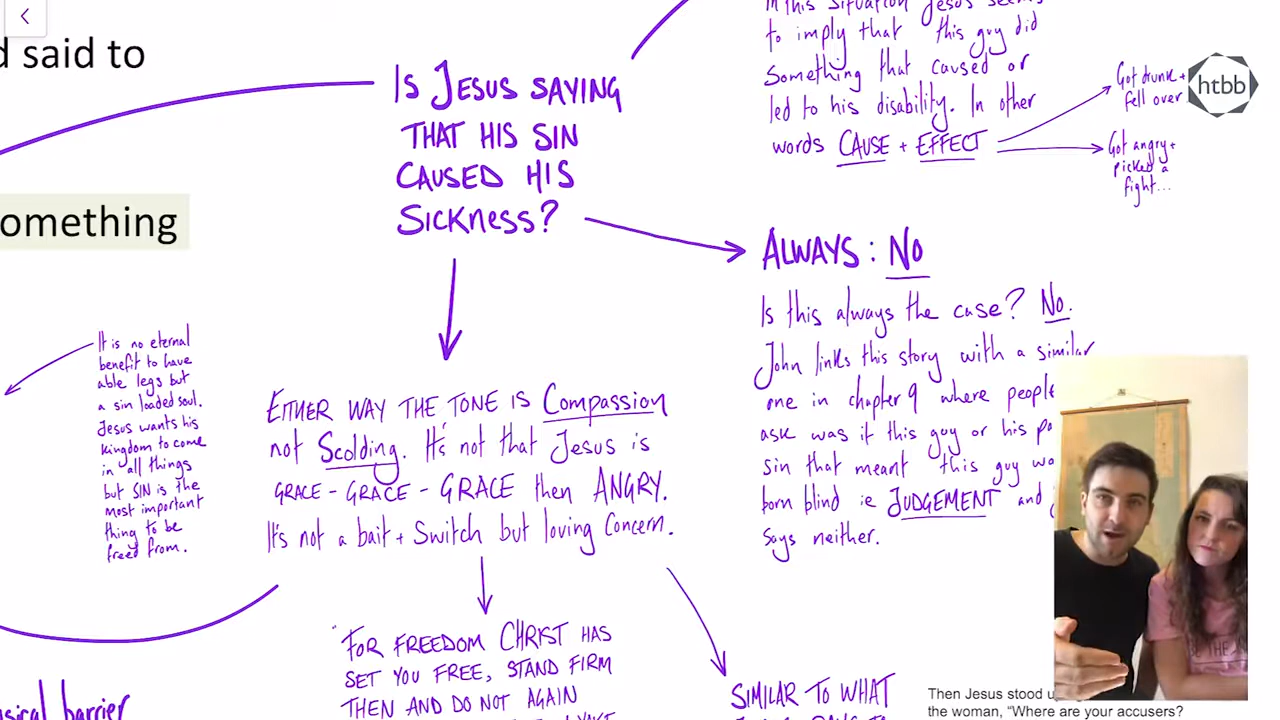 d said to
omething
IS JESUS SAYING
THAT HIS SIN
CAUSED HIS
SICKNESS?
In this situation Jesus seems
to imply that this guy did
Something that caused or
led to his disability. In other
words CAUSE + EFFECT
Got drunk +
fell over
htbb
Got angry +
picked a
fight...
ALWAYS: NO
Is this always the case? No.
John links this story with a similar
one in chapter 9 where people
ask was it this guy or his
sin that meant this guy
born blind ie JUDGEMENT and
says neither.
It is no eternal
benefit to have
able legs but
a sin loaded soul.
Jesus wants his
kingdom to come
in all things
but SIN is the
most important
thing to be
freed from.
EITHER WAY THE TONE IS Compassion
not Scolding. It's not that Jesus is
GRACE - GRACE - GRACE then ANGRY.
It's not a bait + Switch but loving Concern.
"FOR FREEDOM CHRIST HAS
SET YOU FREE, STAND FIRM
THEN AND DO NOT AGAIN
sical barrier
SIMILAR TO WHAT
Then Jesus stood
the woman, "Where are your accusers?